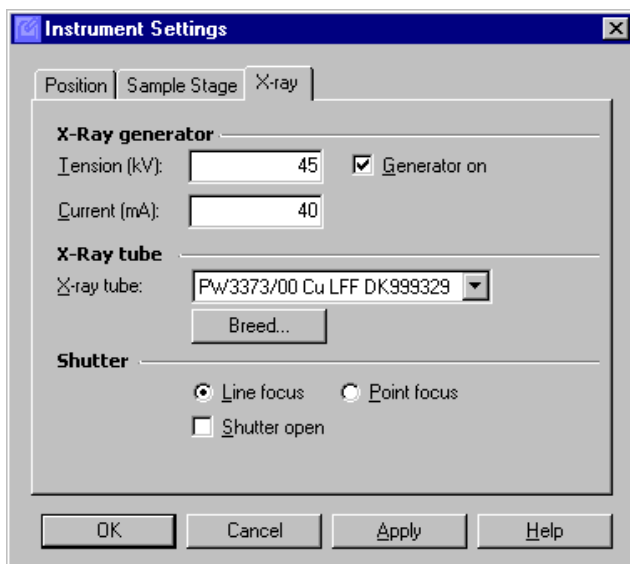 Instrument Settings
Position Sample Stage X-ray
X-Ray generator
Tension (kV): 45 Generator on
Current (mA): 40
X-Ray tube
X-ray tube: PW3373/00 Cu LFF DK999329
Breed...
Shutter
Line focus Point focus
Shutter open
OK Cancel Apply Help